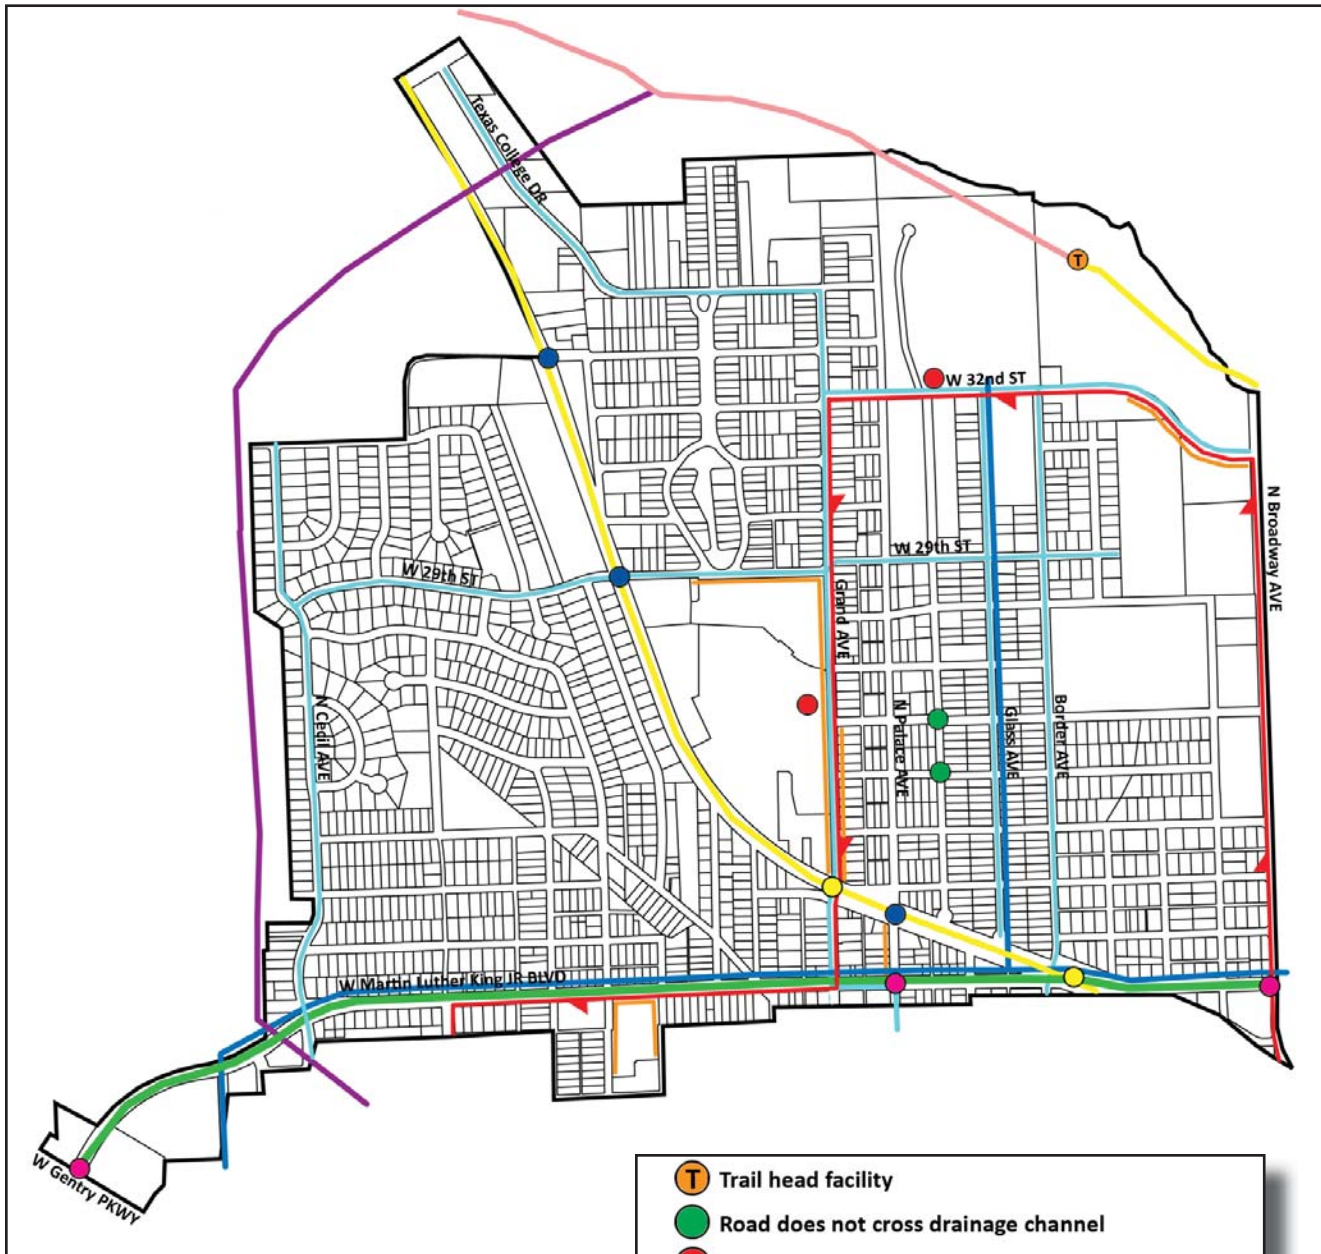 Texas College DR
T
W 32nd ST
N Broadway AVE
W 29th ST
W 29th ST
Grand AVE
N Cecil AVE
N Palace AVE
Glass AVE
Border AVE
W Martin Luther King JR BLVD
W Gentry PKWY
T Trail head facility
Road does not cross drainage channel